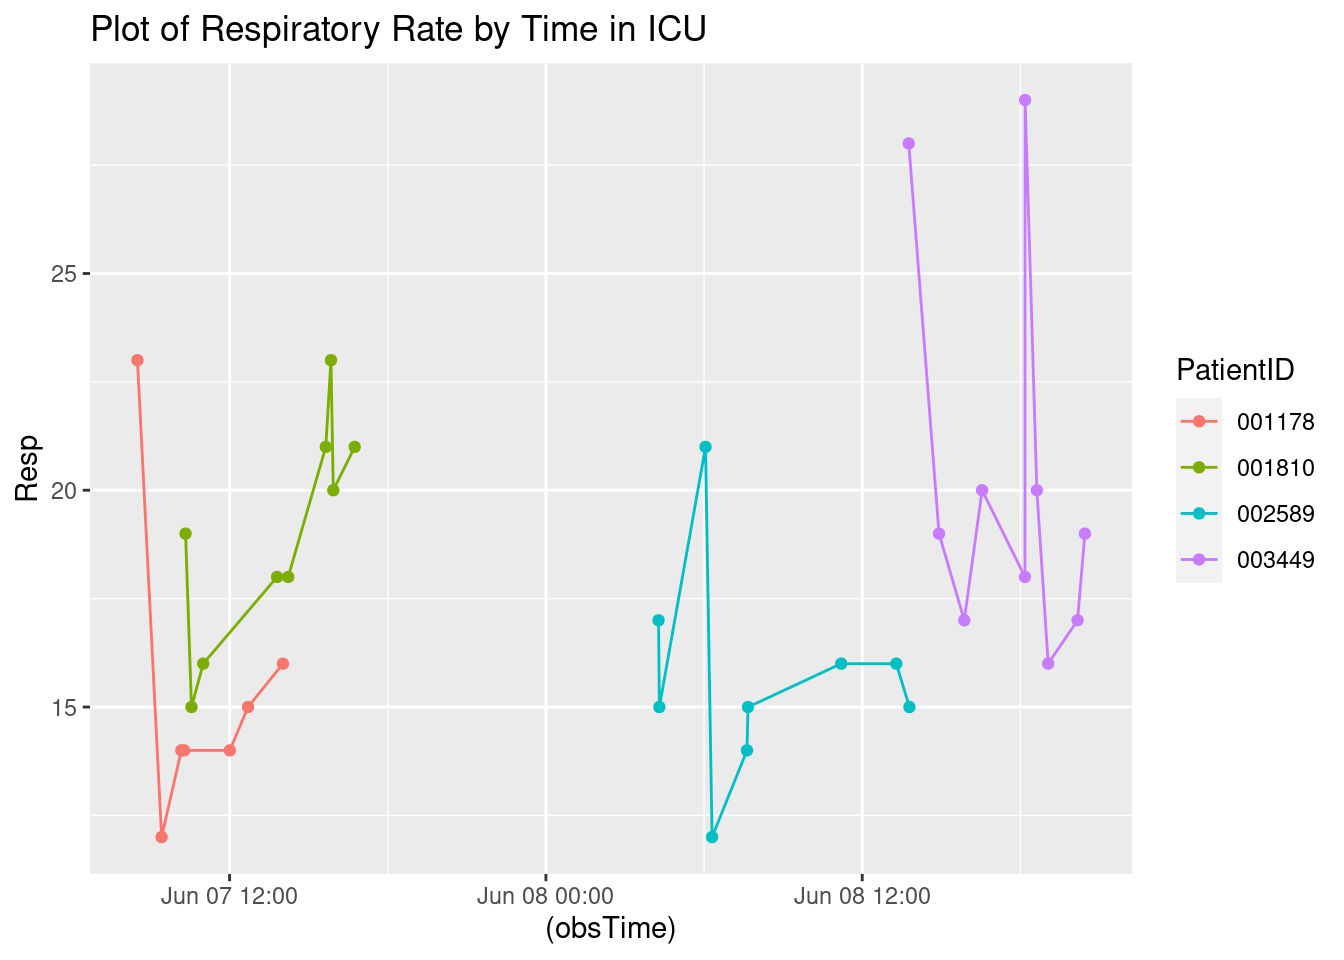 Plot of Respiratory Rate by Time in ICU
Resp
25
20
15
Jun 07 12:00
Jun 08 00:00
Jun 08 12:00
(obsTime)
PatientID
001178
001810
002589
003449